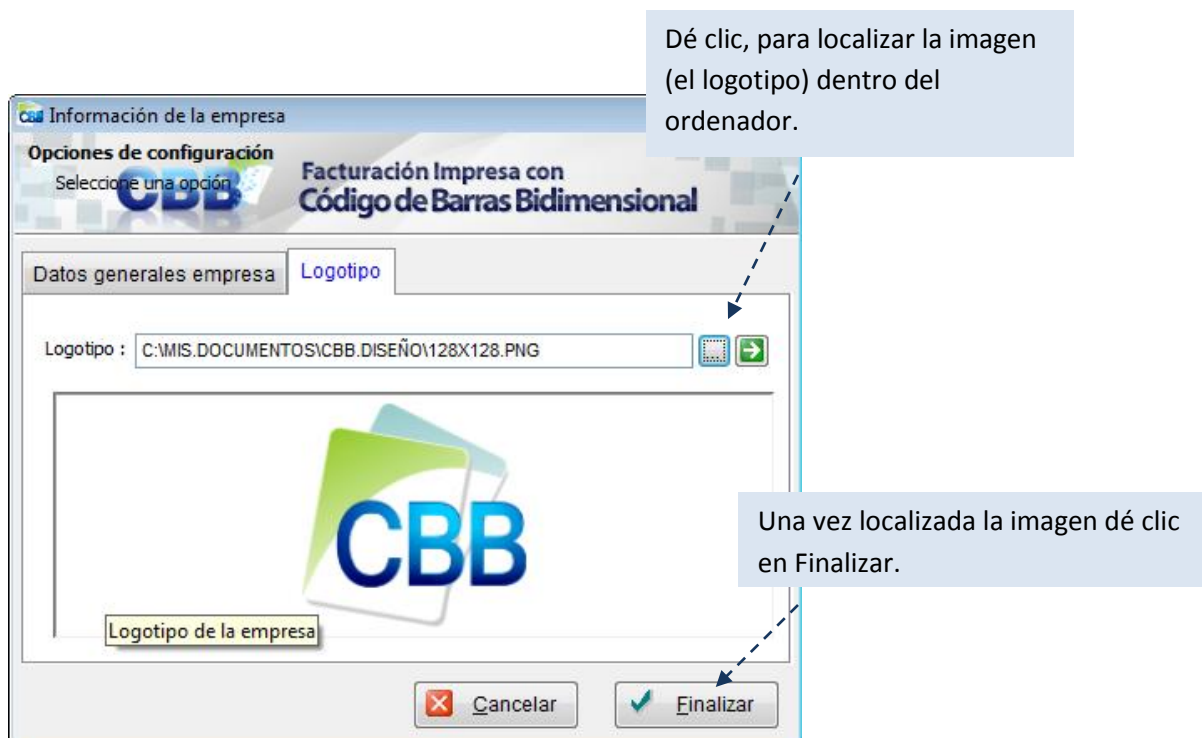 Dé clic, para localizar la imagen
(el logotipo) dentro del
ordenador.
CBB Información de la empresa
Opciones de configuración
Seleccione una opción
CBB
Facturación Impresa con
Código de Barras Bidimensional
Datos generales empresa
Logotipo
Logotipo :
C:\MIS.DOCUMENTOS\CBB.DISEÑO\128X128.PNG
CBB
Una vez localizada la imagen dé clic
en Finalizar.
Logotipo de la empresa
Cancelar
Finalizar